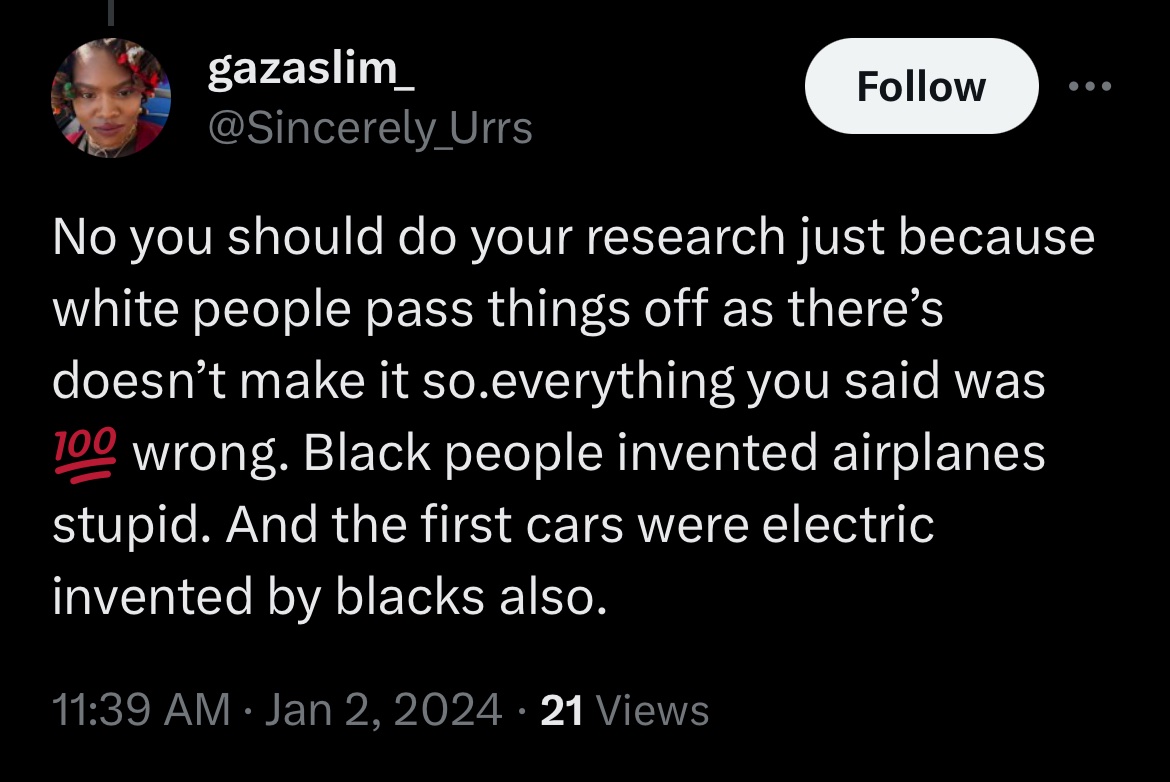 gazaslim_
Follow
@Sincerely_Urrs
No you should do your research just because
white people pass things off as there’s
doesn’t make it so.everything you said was
💯 wrong. Black people invented airplanes
stupid. And the first cars were electric
invented by blacks also.
11:39 AM · Jan 2, 2024 · 21 Views